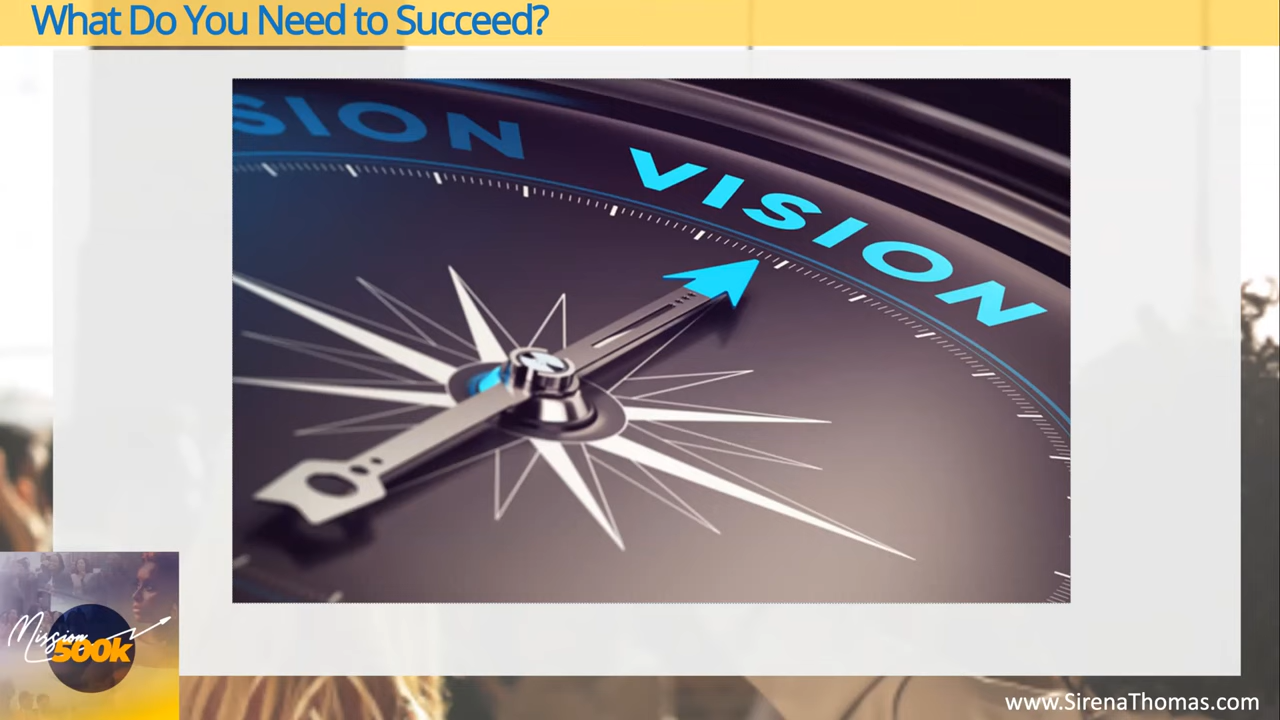 What Do You Need to Succeed?
SION
VISION
Mission
500k
www.SirenaThomas.com